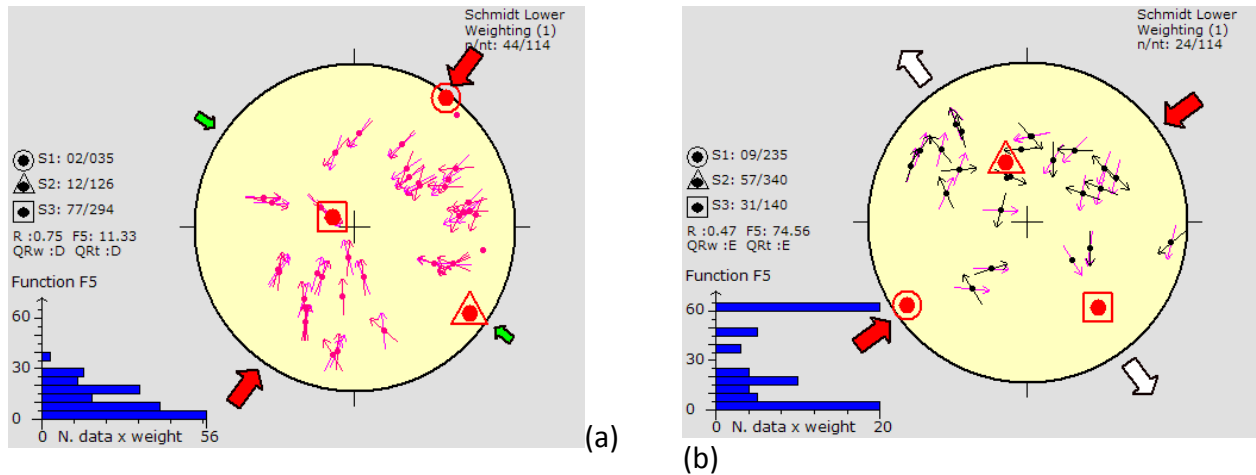 Schmidt Lower
Weighting (1)
n/nt: 44/114
S1: 02/035
S2: 12/126
S3: 77/294
R :0.75 F5: 11.33
QRw :D QRt :D
Function F5
60
30
0
0 N. data x weight 56
(a)
Schmidt Lower
Weighting (1)
n/nt: 24/114
S1: 09/235
S2: 57/340
S3: 31/140
R :0.47 F5: 74.56
QRw :E QRt :E
Function F5
60
30
0
0 N. data x weight 20
(b)